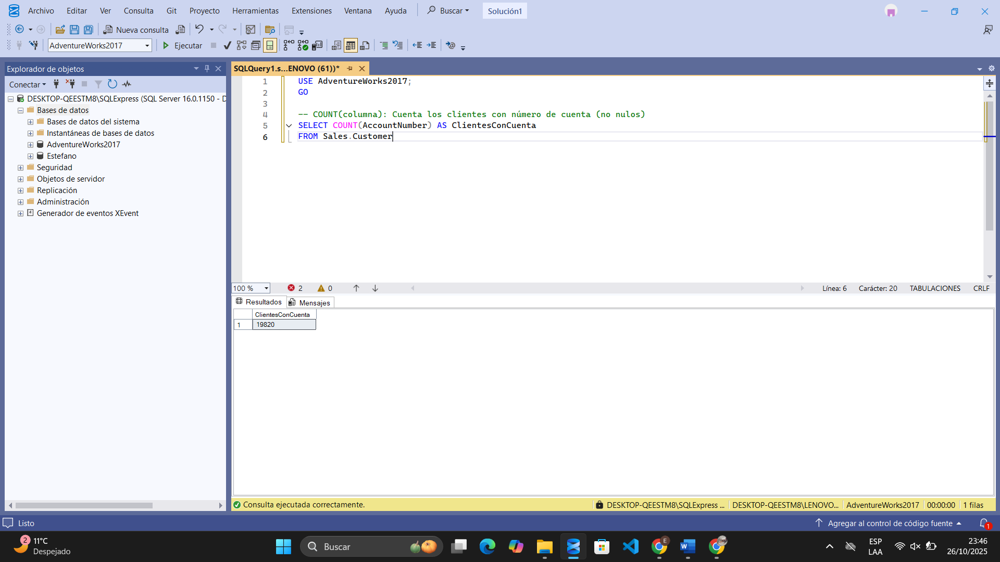 Archivo Editar Ver Consulta Git Proyecto Herramientas Extensiones Ventana Ayuda Buscar Solución1
Nueva consulta
AdventureWorks2017 Ejecutar
Explorador de objetos
Conectar
DESKTOP-QEESTM8\SQLExpress (SQL Server 16.0.1150 - D
Bases de datos
Bases de datos del sistema
Instantáneas de bases de datos
AdventureWorks2017
Estefano
Seguridad
Objetos de servidor
Replicación
Administración
Generador de eventos XEvent
SQLQuery1.s...ENOVO (61))*
1 USE AdventureWorks2017;
2 GO
3
4 -- COUNT(columna): Cuenta los clientes con número de cuenta (no nulos)
5 SELECT COUNT(AccountNumber) AS ClientesConCuenta
6 FROM Sales.Customer
100 % 2 0 Línea: 6 Carácter: 20 TABULACIONES CRLF
Resultados Mensajes
ClientesConCuenta
1 19820
Consulta ejecutada correctamente. DESKTOP-QEESTM8\SQLExpress ... DESKTOP-QEESTM8\LENOVO... AdventureWorks2017 00:00:00 1 filas
Listo Agregar al control de código fuente 1
2 11°C
Despejado
Buscar
E
ESP
LAA
23:46
26/10/2025